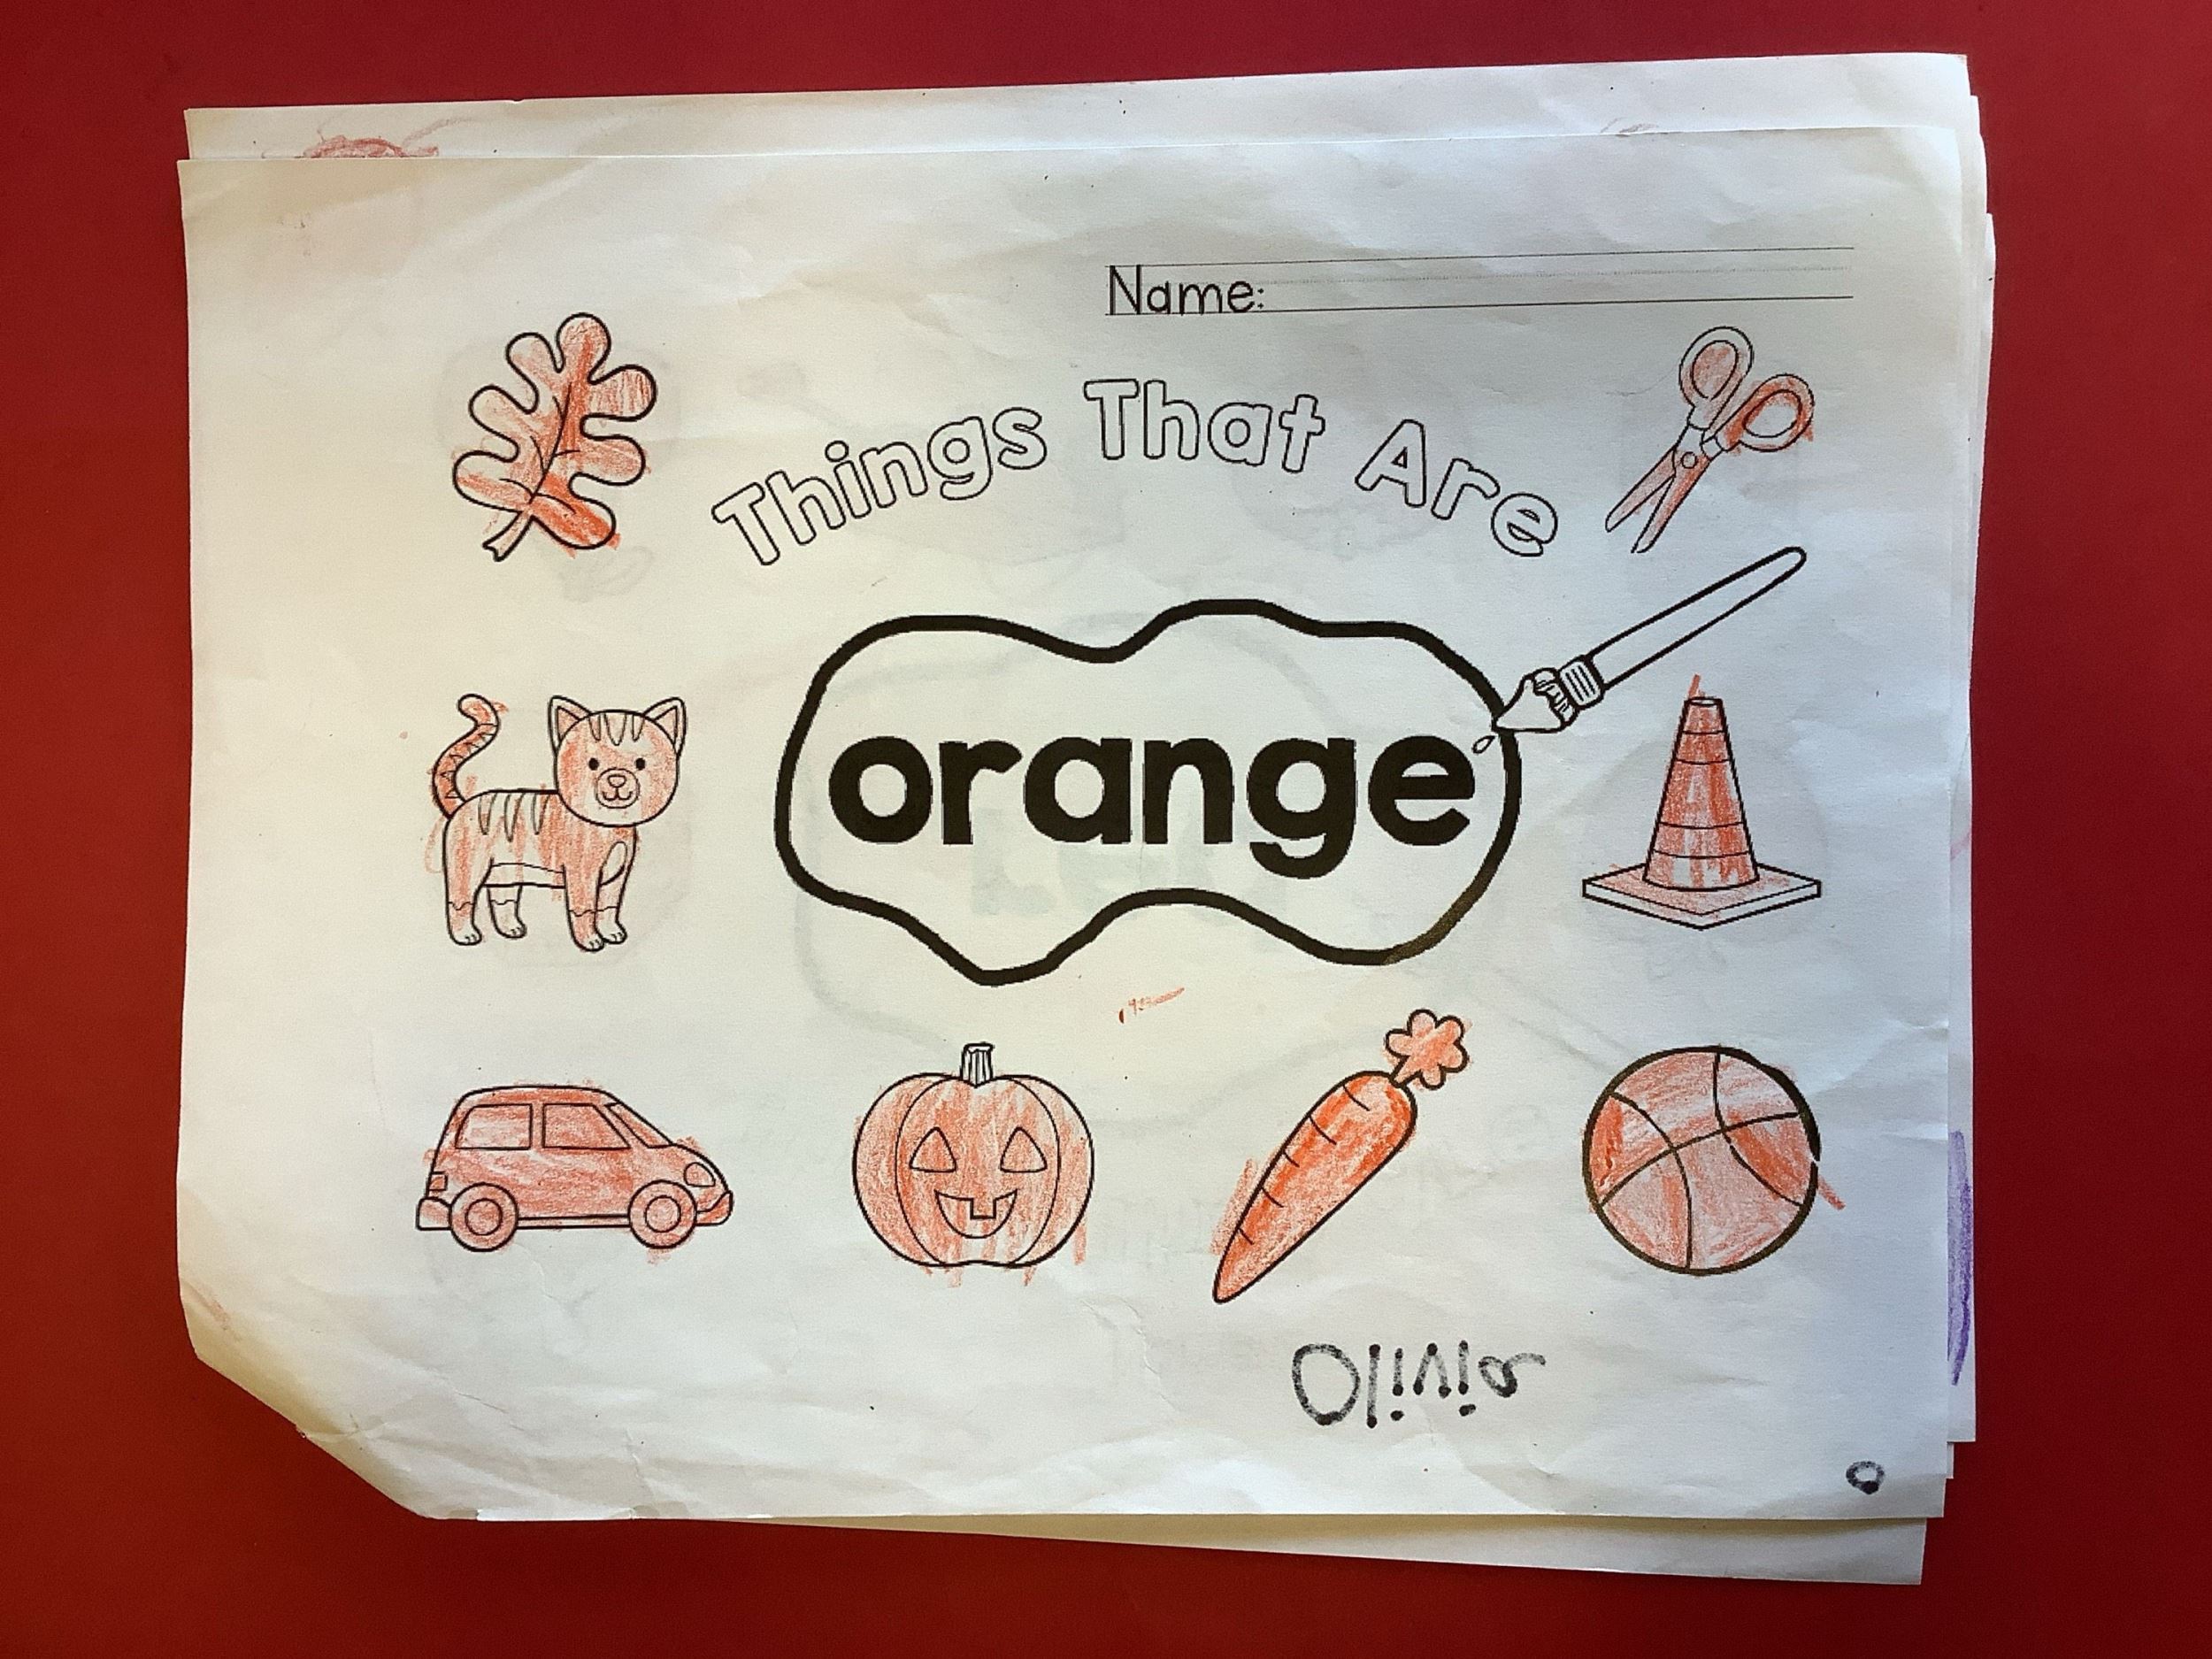 Name:
Things That Are
orange
Olivia